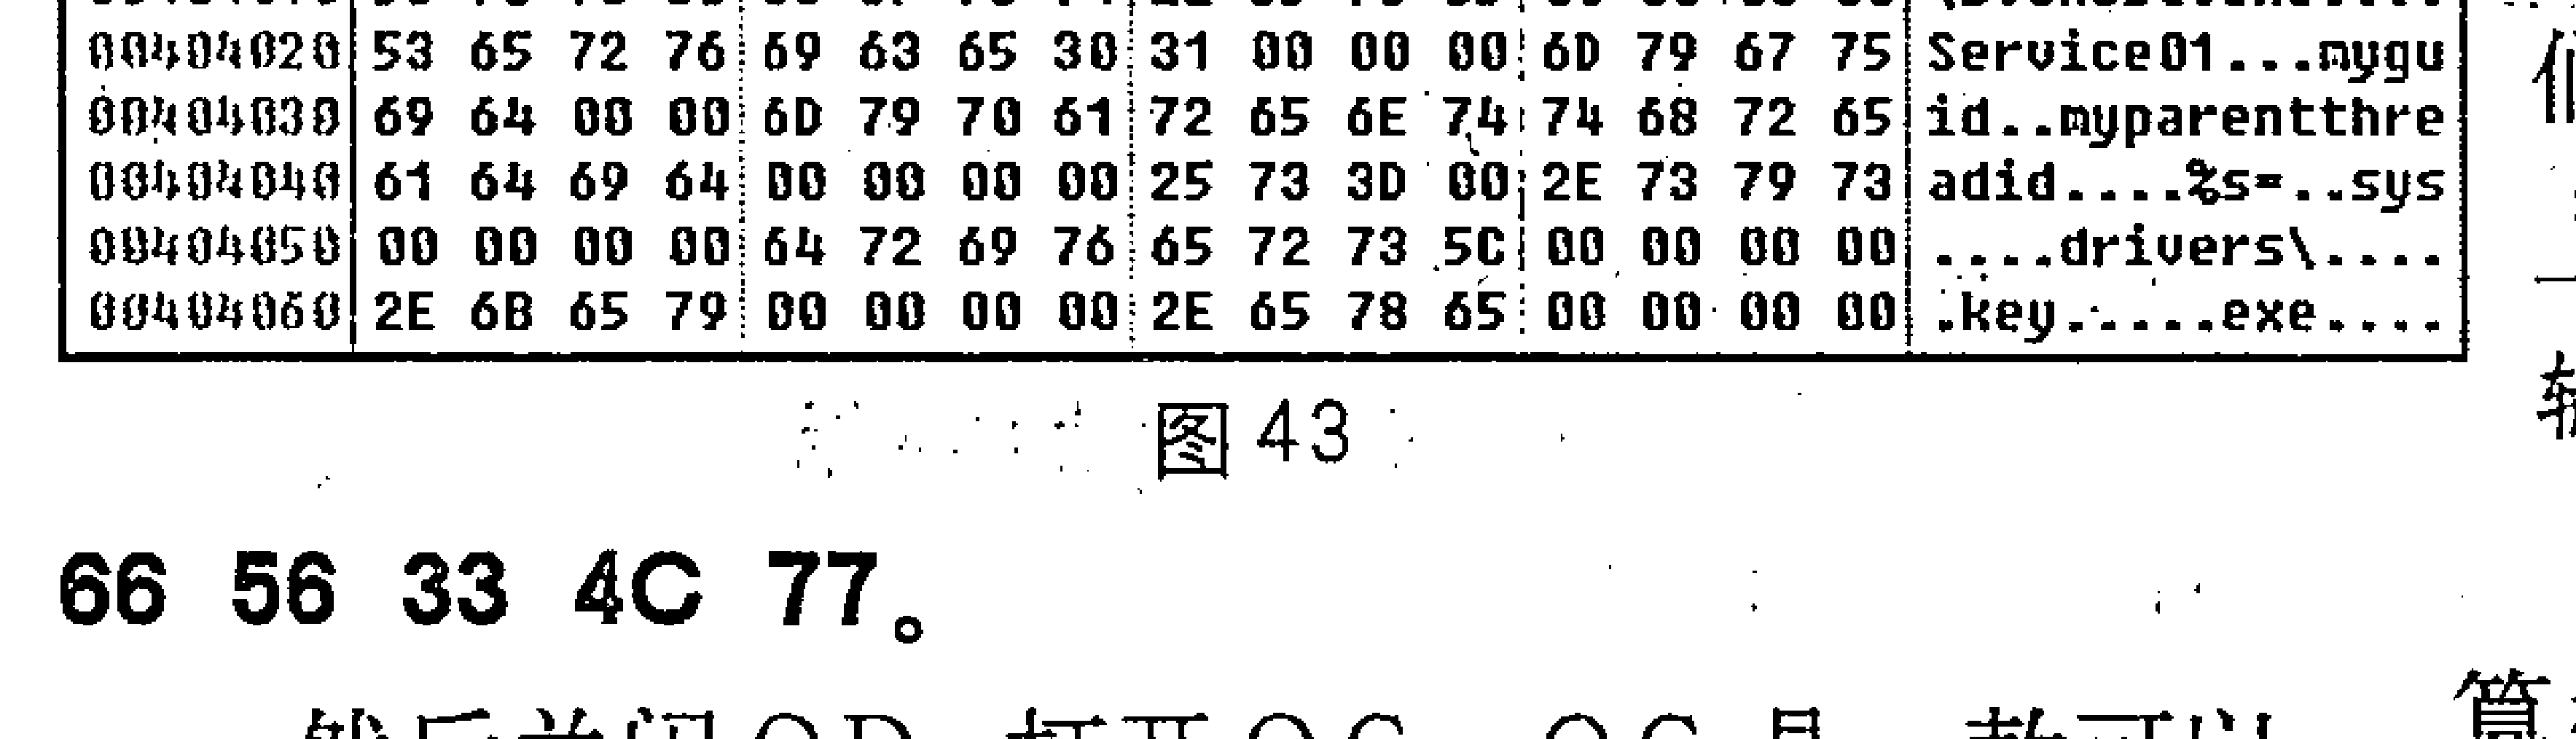 00404020 53 65 72 76 69 63 65 30 31 00 00 00 6D 79 67 75 Service01...mygu
00404030 69 64 00 00 6D 79 70 61 72 65 6E 74 74 68 72 65 id..myparentthre
00404040 61 64 69 64 00 00 00 00 25 73 3D 00 2E 73 79 73 adid....%s=..sys
00404050 00 00 00 00 64 72 69 76 65 72 73 5C 00 00 00 00 ....drivers\....
00404060 2E 6B 65 79 00 00 00 00 2E 65 78 65 00 00 00 00 .key.....exe....
图 43
66 56 33 4C 77。